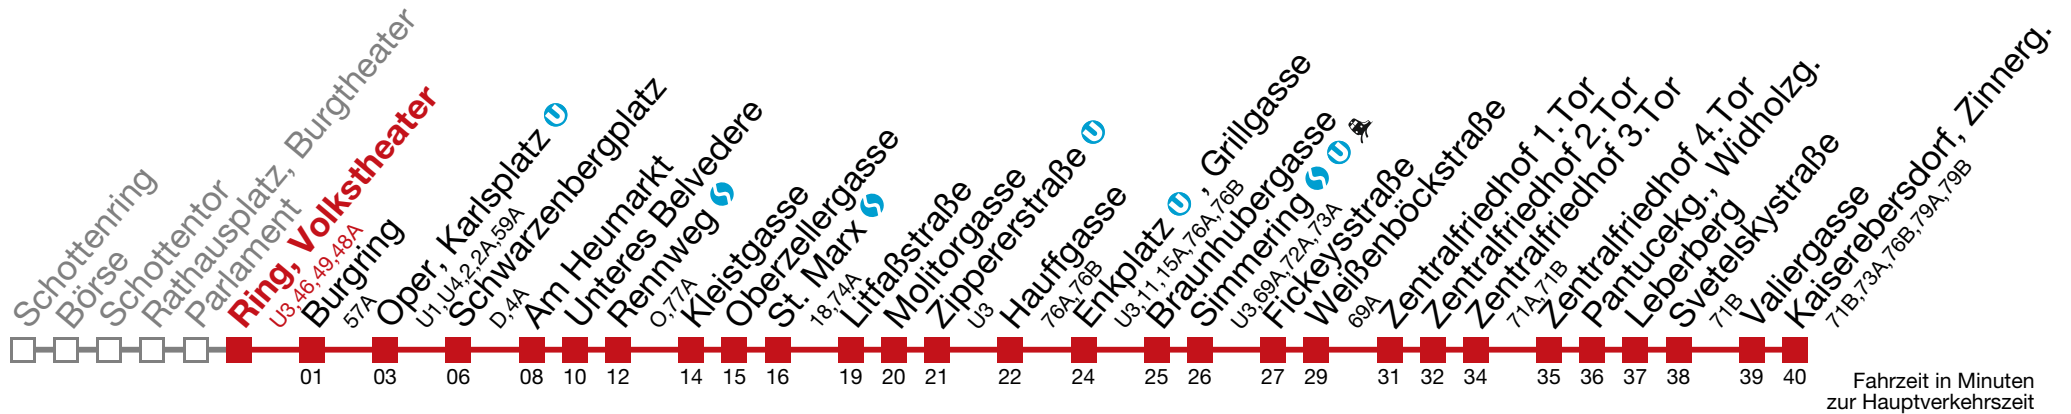 Schottenring
Börse
Schottentor
Rathausplatz, Burgtheater
Parlament
Ring, Volkstheater
U3,46,49,48A
Burgring
57A
Oper, Karlsplatz U
U1,U4,2,2A,59A
Schwarzenbergplatz
D,4A
Am Heumarkt
Unteres Belvedere
Rennweg S
O,77A
Kleistgasse
Oberzellergasse
St. Marx S
18,74A
Litfaßstraße
Molitorgasse
Zippererstraße U
U3
Hauffgasse
76A,76B
Enkplatz U, Grillgasse
U3,11,15A,76A,76B
Braunhubergasse
Simmering S U
U3,69A,72A,73A
Fickeysstraße
Weißenböckstraße
69A
Zentralfriedhof 1.Tor
Zentralfriedhof 2.Tor
Zentralfriedhof 3.Tor
71A,71B
Zentralfriedhof 4.Tor
Pantucekg., Widholzg.
Leberberg
Svetelskystraße
71B
Valiergasse
Kaiserebersdorf, Zinnerg.
71B,73A,76B,79A,79B
01 03 06 08 10 12 14 15 16 19 20 21 22 24 25 26 27 29 31 32 34 35 36 37 38 39 40
Fahrzeit in Minuten
zur Hauptverkehrszeit